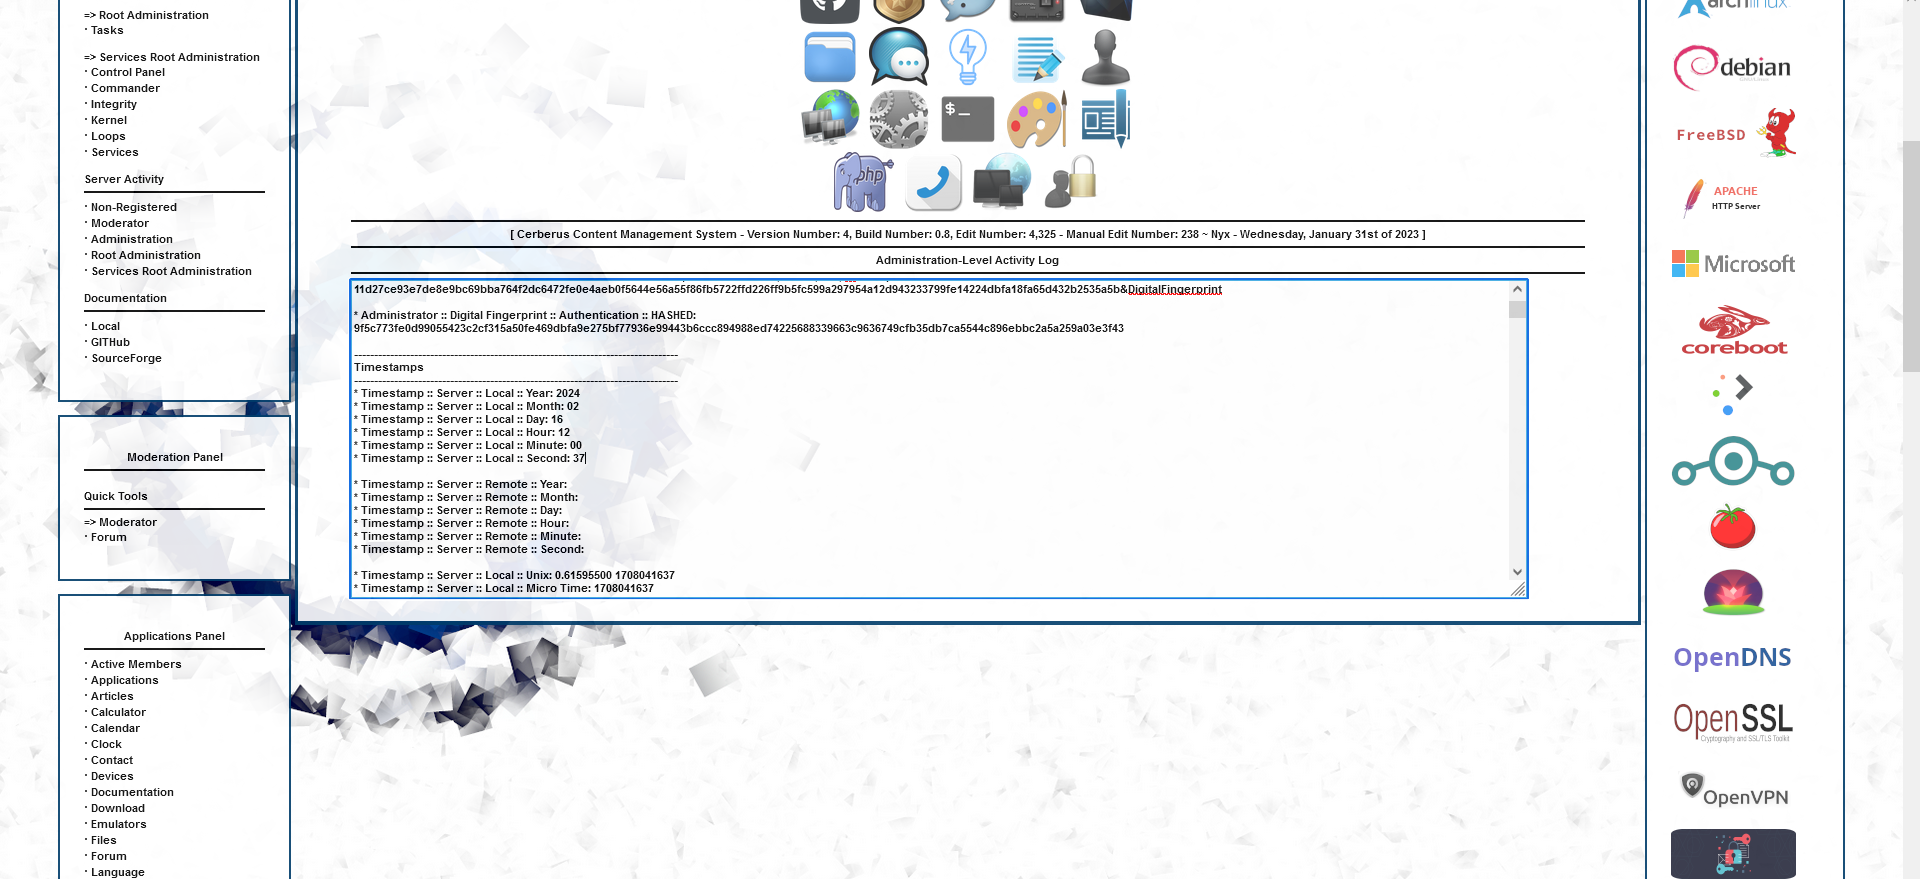 => Root Administration
· Tasks
=> Services Root Administration
· Control Panel
· Commander
· Integrity
· Kernel
· Loops
· Services
Server Activity
· Non-Registered
· Moderator
· Administration
· Root Administration
· Services Root Administration
Documentation
· Local
· GITHub
· SourceForge
Moderation Panel
Quick Tools
=> Moderator
· Forum
Applications Panel
· Active Members
· Applications
· Articles
· Calculator
· Calendar
· Clock
· Contact
· Devices
· Documentation
· Download
· Emulators
· Files
· Forum
· Language
$_
php
[ Cerberus Content Management System - Version Number: 4, Build Number: 0.8, Edit Number: 4,325 - Manual Edit Number: 238 ~ Nyx - Wednesday, January 31st of 2023 ]
Administration-Level Activity Log
11d27ce93e7de8e9bc69bba764f2dc6472fe0e4aeb0f5644e56a55f86fb5722ffd226ff9b5fc599a297954a12d943233799fe14224dbfa18fa65d432b2535a5b&DigitalFingerprint
* Administrator :: Digital Fingerprint :: Authentication :: HASHED:
9f5c773fe0d99055423c2cf315a50fe469dbfa9e275bf77936e99443b6ccc894988ed74225688339663c9636749cfb35db7ca5544c896ebbc2a5a259a03e3f43
---------------------------------------------------------------------------------
Timestamps
---------------------------------------------------------------------------------
* Timestamp :: Server :: Local :: Year: 2024
* Timestamp :: Server :: Local :: Month: 02
* Timestamp :: Server :: Local :: Day: 16
* Timestamp :: Server :: Local :: Hour: 12
* Timestamp :: Server :: Local :: Minute: 00
* Timestamp :: Server :: Local :: Second: 37
* Timestamp :: Server :: Remote :: Year:
* Timestamp :: Server :: Remote :: Month:
* Timestamp :: Server :: Remote :: Day:
* Timestamp :: Server :: Remote :: Hour:
* Timestamp :: Server :: Remote :: Minute:
* Timestamp :: Server :: Remote :: Second:
* Timestamp :: Server :: Local :: Unix: 0.61595500 1708041637
* Timestamp :: Server :: Local :: Micro Time: 1708041637
archlinux
debian
FreeBSD
APACHE
HTTP Server
Microsoft
coreboot
OpenDNS
OpenSSL
Cryptography and SSL/TLS Toolkit
OpenVPN